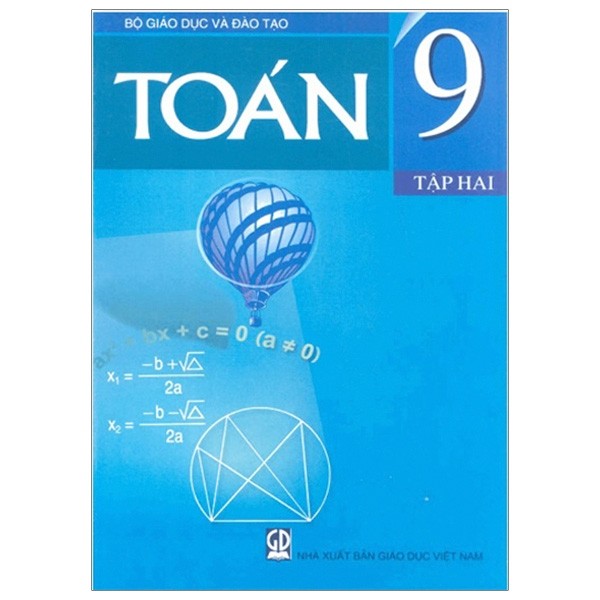 BỘ GIÁO DỤC VÀ ĐÀO TẠO
TOÁN 9
TẬP HAI
ax² + bx + c = 0 (a ≠ 0)
x₁ = (−b + √△) / 2a
x₂ = (−b − √△) / 2a
GD
NHÀ XUẤT BẢN GIÁO DỤC VIỆT NAM